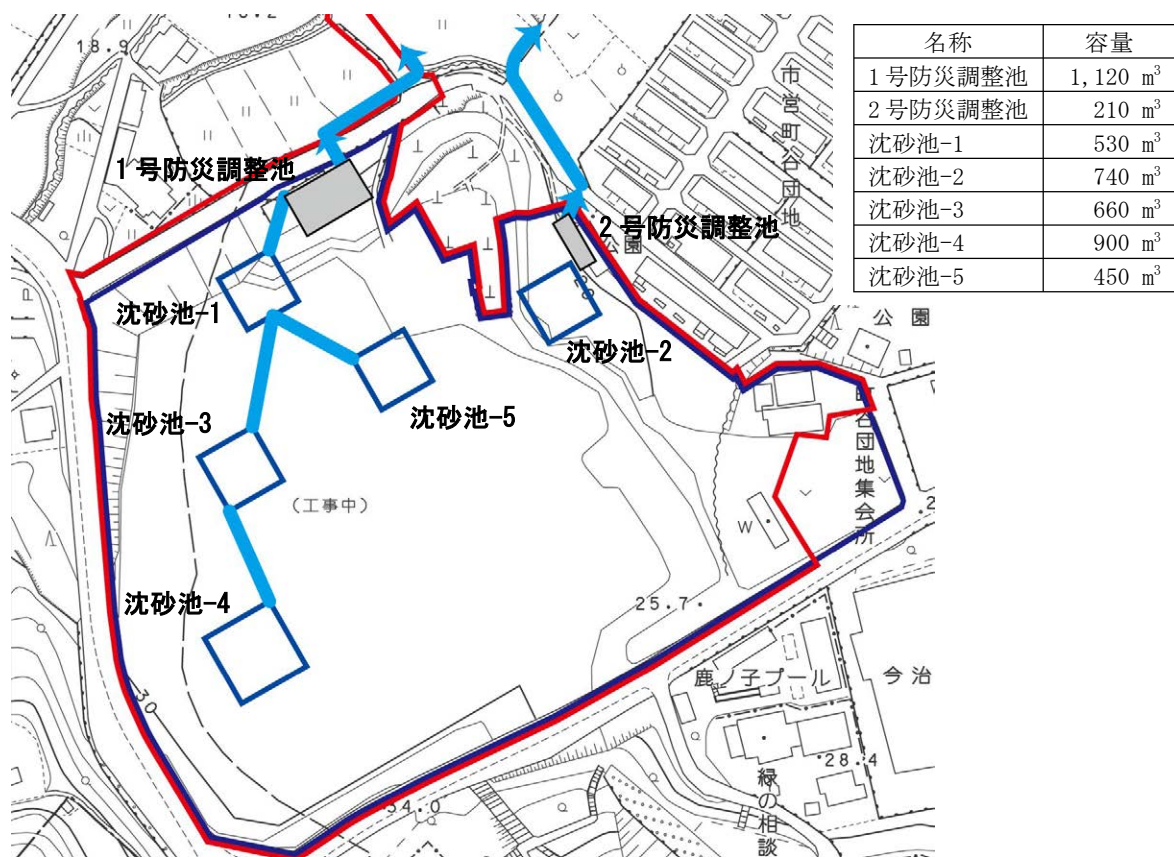 名称 容量
1号防災調整池 1,120 m³
2号防災調整池 210 m³
沈砂池-1 530 m³
沈砂池-2 740 m³
沈砂池-3 660 m³
沈砂池-4 900 m³
沈砂池-5 450 m³
18.9
市営町谷団地
1号防災調整池
2号防災調整池
公園
沈砂池-1
沈砂池-2
公園
沈砂池-3
沈砂池-5
町谷団地集会所
(工事中)
W
沈砂池-4
25.7
30
鹿ノ子プール
今治
28.4
緑の相談
34.0